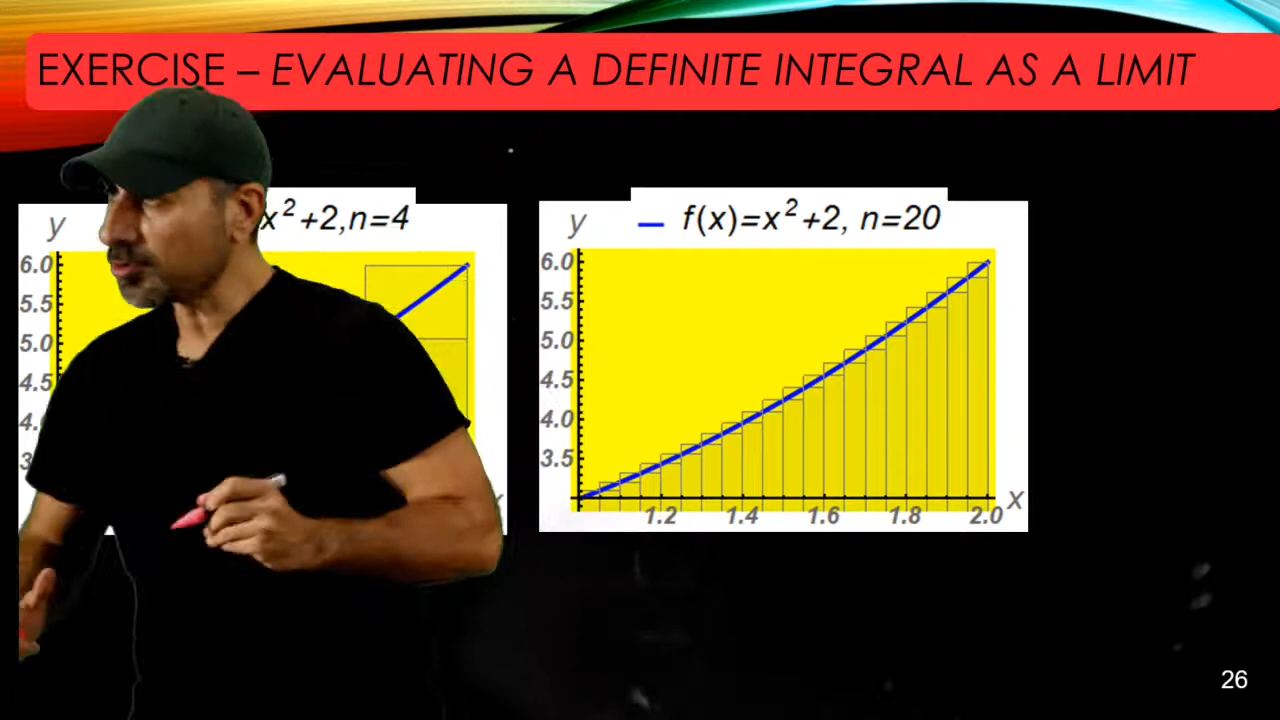 EXERCISE – EVALUATING A DEFINITE INTEGRAL AS A LIMIT
y
x²+2,n=4
6.0
5.5
5.0
4.5
4.
3
y
f(x)=x²+2, n=20
6.0
5.5
5.0
4.5
4.0
3.5
1.2 1.4 1.6 1.8 2.0 x
26